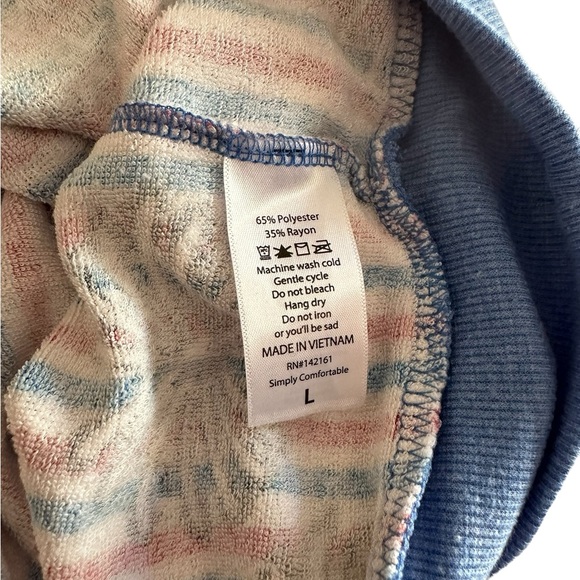 65% Polyester
35% Rayon
Machine wash cold
Gentle cycle
Do not bleach
Hang dry
Do not iron
or you'll be sad
MADE IN VIETNAM
RN#142161
Simply Comfortable
L